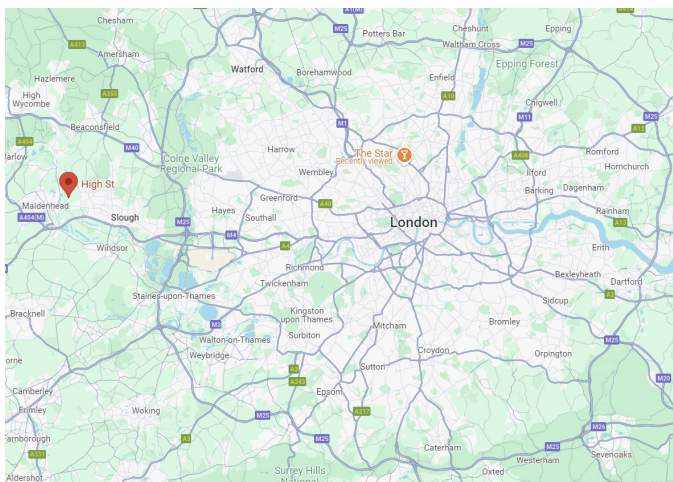 Chesham
M1
Potters Bar
Cheshunt
Epping
A413
Amersham
M25
Waltham Cross
Watford
Borehamwood
Enfield
Epping Forest
Hazlemere
High
Wycombe
A355
A10
Chigwell
Beaconsfield
M1
M11
M25
A12
A404
M40
Harrow
The Star
Recently viewed
A406
Romford
Marlow
Colne Valley
Regional Park
Wembley
Ilford
Hornchurch
High St
Barking
Dagenham
Maidenhead
Greenford
A40
A404(M)
Slough
Hayes
Southall
London
Rainham
M25
M4
A13
Windsor
A4
Erith
Richmond
Bexleyheath
Twickenham
Dartford
Staines-upon-Thames
A2
Sidcup
Bracknell
Kingston
upon Thames
M3
Mitcham
Bromley
Surbiton
Walton-on-Thames
M25
Weybridge
Croydon
Orpington
A3
Sutton
A243
M20
Camberley
Epsom
Frimley
Woking
A217
M25
M26
Farnborough
A3
M25
Caterham
M25
A331
Westerham
Sevenoaks
Surrey Hills
National
Oxted
Aldershot